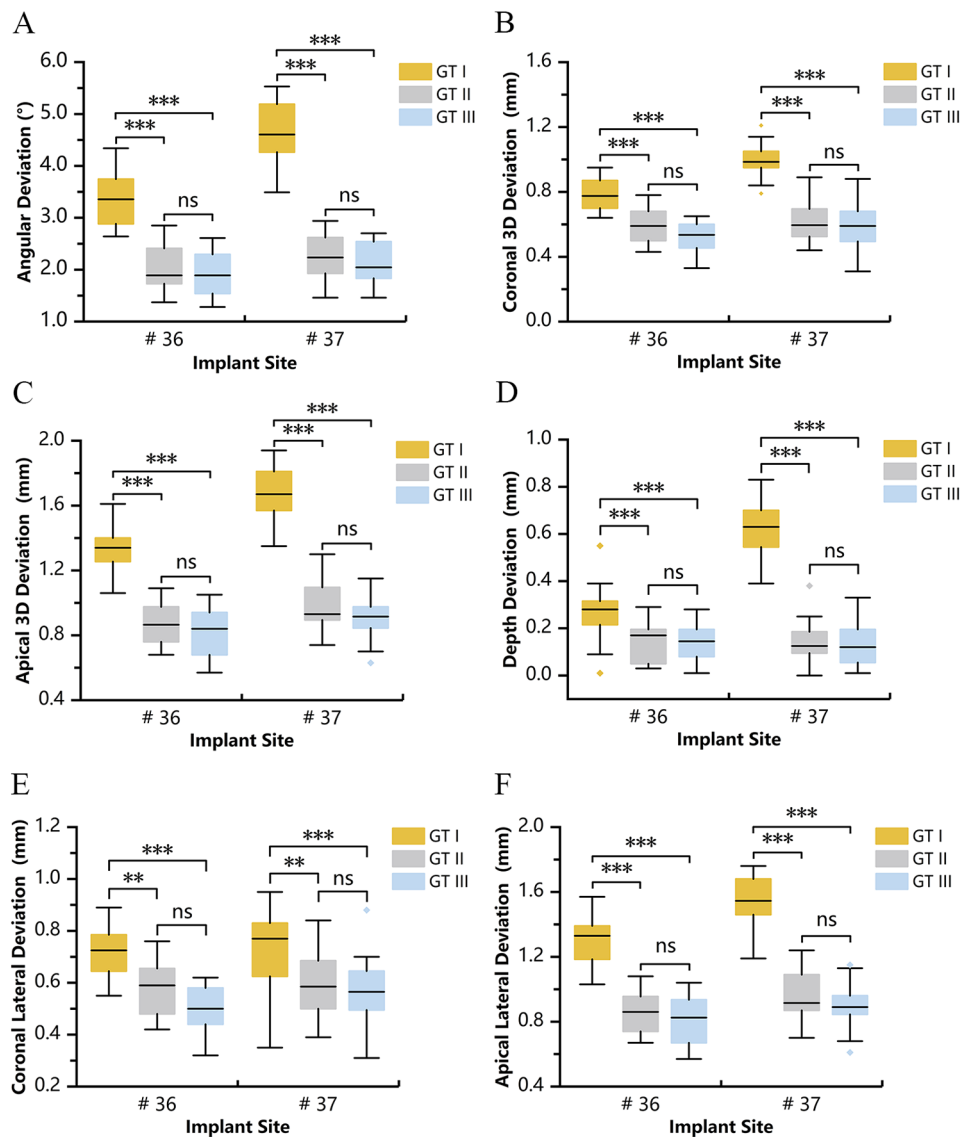 A
Angular Deviation (°)
6.0
5.0
4.0
3.0
2.0
1.0
***
***
ns
***
***
ns
GT I
GT II
GT III
# 36
# 37
Implant Site
B
Coronal 3D Deviation (mm)
1.6
1.2
0.8
0.4
0.0
***
***
ns
***
***
ns
GT I
GT II
GT III
# 36
# 37
Implant Site
C
Apical 3D Deviation (mm)
2.0
1.6
1.2
0.8
0.4
***
***
ns
***
***
ns
GT I
GT II
GT III
# 36
# 37
Implant Site
D
Depth Deviation (mm)
1.0
0.8
0.6
0.4
0.2
0.0
***
***
ns
***
***
ns
GT I
GT II
GT III
# 36
# 37
Implant Site
E
Coronal Lateral Deviation (mm)
1.2
1.0
0.8
0.6
0.4
0.2
***
**
ns
***
**
ns
GT I
GT II
GT III
# 36
# 37
Implant Site
F
Apical Lateral Deviation (mm)
2.0
1.6
1.2
0.8
0.4
***
***
ns
***
***
ns
GT I
GT II
GT III
# 36
# 37
Implant Site